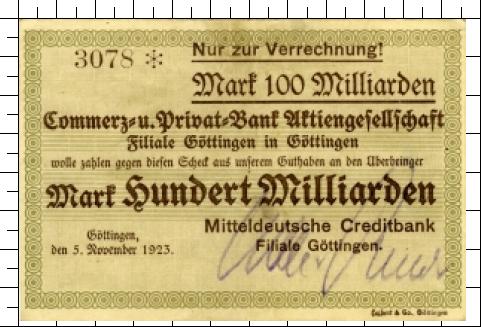 3078 *
Nur zur Verrechnung!
Mark 100 Milliarden
Commerz- u. Privat-Bank Aktiengesellschaft
Filiale Göttingen in Göttingen
wolle zahlen gegen diesen Scheck aus unserem Guthaben an den Überbringer
Mark Hundert Milliarden
Göttingen,
den 5. November 1923.
Mitteldeutsche Creditbank
Filiale Göttingen.
& Co. Göttingen